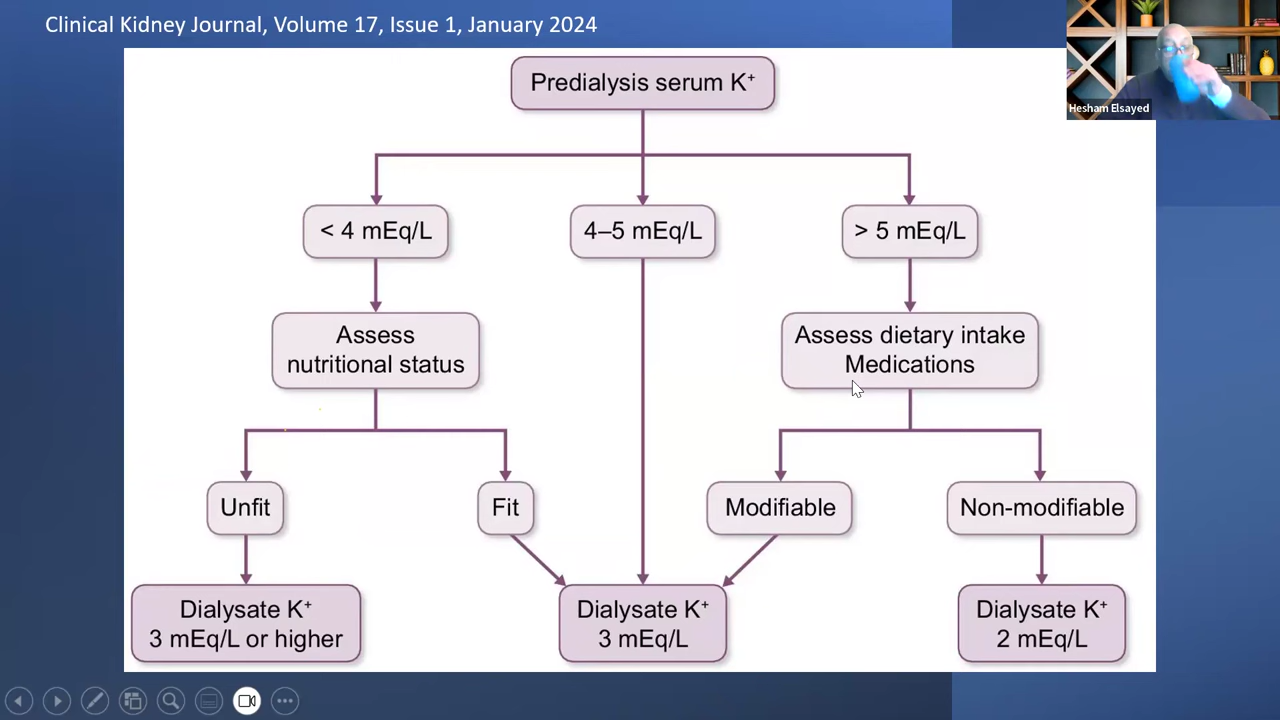 Clinical Kidney Journal, Volume 17, Issue 1, January 2024
Hesham Elsayed
Predialysis serum K⁺
< 4 mEq/L
4–5 mEq/L
> 5 mEq/L
Assess
nutritional status
Assess dietary intake
Medications
Unfit
Fit
Modifiable
Non-modifiable
Dialysate K⁺
3 mEq/L or higher
Dialysate K⁺
3 mEq/L
Dialysate K⁺
2 mEq/L